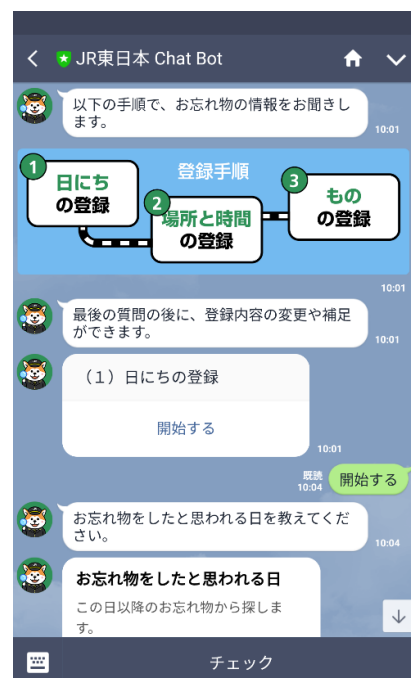 JR東日本 Chat Bot
以下の手順で、お忘れ物の情報をお聞きし
ます。
10:01
登録手順
1
日にち
の登録
2
場所と時間
の登録
3
もの
の登録
10:01
最後の質問の後に、登録内容の変更や補足
ができます。
10:01
（１）日にちの登録
開始する
10:01
既読
10:04
開始する
お忘れ物をしたと思われる日を教えてくだ
さい。
10:04
お忘れ物をしたと思われる日
この日以降のお忘れ物から探しま
す。
チェック